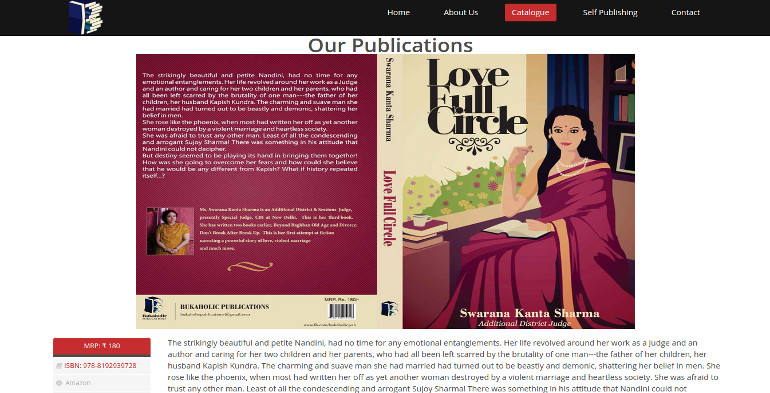 Home
About Us
Catalogue
Self Publishing
Contact
Our Publications
The strikingly beautiful and petite Nandini, had no time for any
emotional entanglements. Her life revolved around her work as a Judge
and an author and caring for her two children and her parents, who had
all been left scarred by the brutality of one man---the father of her
children, her husband Kapish Kundra. The charming and suave man she
had married had turned out to be beastly and demonic, shattering her
belief in men.
She rose like the phoenix, when most had written her off as yet another
woman destroyed by a violent marriage and heartless society.
She was afraid to trust any other man. Least of all the condescending
and arrogant Sujoy Sharma! There was something in his attitude that
Nandini could not decipher.
But destiny seemed to be playing its hand in bringing them together!
How was she going to overcome her fears and how could she believe
that he would be any different from Kapish? What if history repeated
itself...?
Ms. Swarana Kanta Sharma is an Additional District & Sessions Judge,
presently Special Judge, CBI at New Delhi. This is her third book.
She has written two books earlier, Beyond Baghban Old Age and Divorce
Don't Break After Break Up. This is her first attempt at fiction
narrating a powerful story of love, violent marriage
and much more.
Bukaholic
BUKAHOLIC PUBLICATIONS
MRP. Rs. 180/-
Swarana Kanta Sharma
Love Full Circle
Love
Full
Circle
Swarana Kanta Sharma
Additional District Judge
MRP: ₹ 180
ISBN: 978-8192939728
Amazon
The strikingly beautiful and petite Nandini, had no time for any emotional entanglements. Her life revolved around her work as a Judge and an
author and caring for her two children and her parents, who had all been left scarred by the brutality of one man---the father of her children, her
husband Kapish Kundra. The charming and suave man she had married had turned out to be beastly and demonic, shattering her belief in men. She
rose like the phoenix, when most had written her off as yet another woman destroyed by a violent marriage and heartless society. She was afraid to
trust any other man. Least of all the condescending and arrogant Sujoy Sharma! There was something in his attitude that Nandini could not